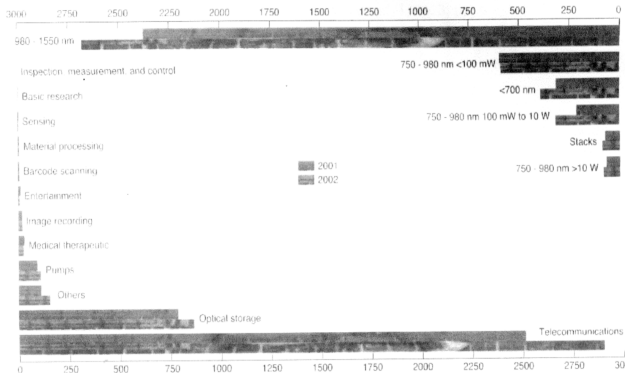 3000 2750 2500 2250 2000 1750 1500 1250 1000 750 500 250 0
980 - 1550 nm
750 - 980 nm <100 mW
Inspection, measurement, and control
<700 nm
Basic research
750 - 980 nm 100 mW to 10 W
Sensing
Stacks
Material processing
2001
750 - 980 nm >10 W
Barcode scanning
2002
Entertainment
Image recording
Medical therapeutic
Pumps
Others
Optical storage
Telecommunications
0 250 500 750 1000 1250 1500 1750 2000 2250 2500 2750 30